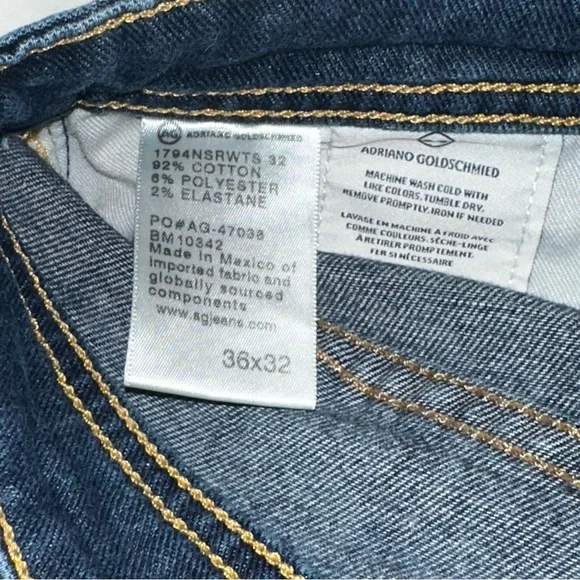 AG ADRIANO GOLDSCHMIED
1794NSRWTS 32
92% COTTON
6% POLYESTER
2% ELASTANE
PO#AG-47038
BM10342
Made in Mexico of
imported fabric and
globally sourced
components
www.agjeans.com
36x32
ADRIANO GOLDSCHMIED
MACHINE WASH COLD WITH
LIKE COLORS. TUMBLE DRY.
REMOVE PROMPTLY. IRON IF NEEDED
LAVAGE EN MACHINE À FROID AVEC
COMME COULEURS. SÈCHE-LINGE
À RETIRER PROMPTEMENT.
FER SI NÉCESSAIRE